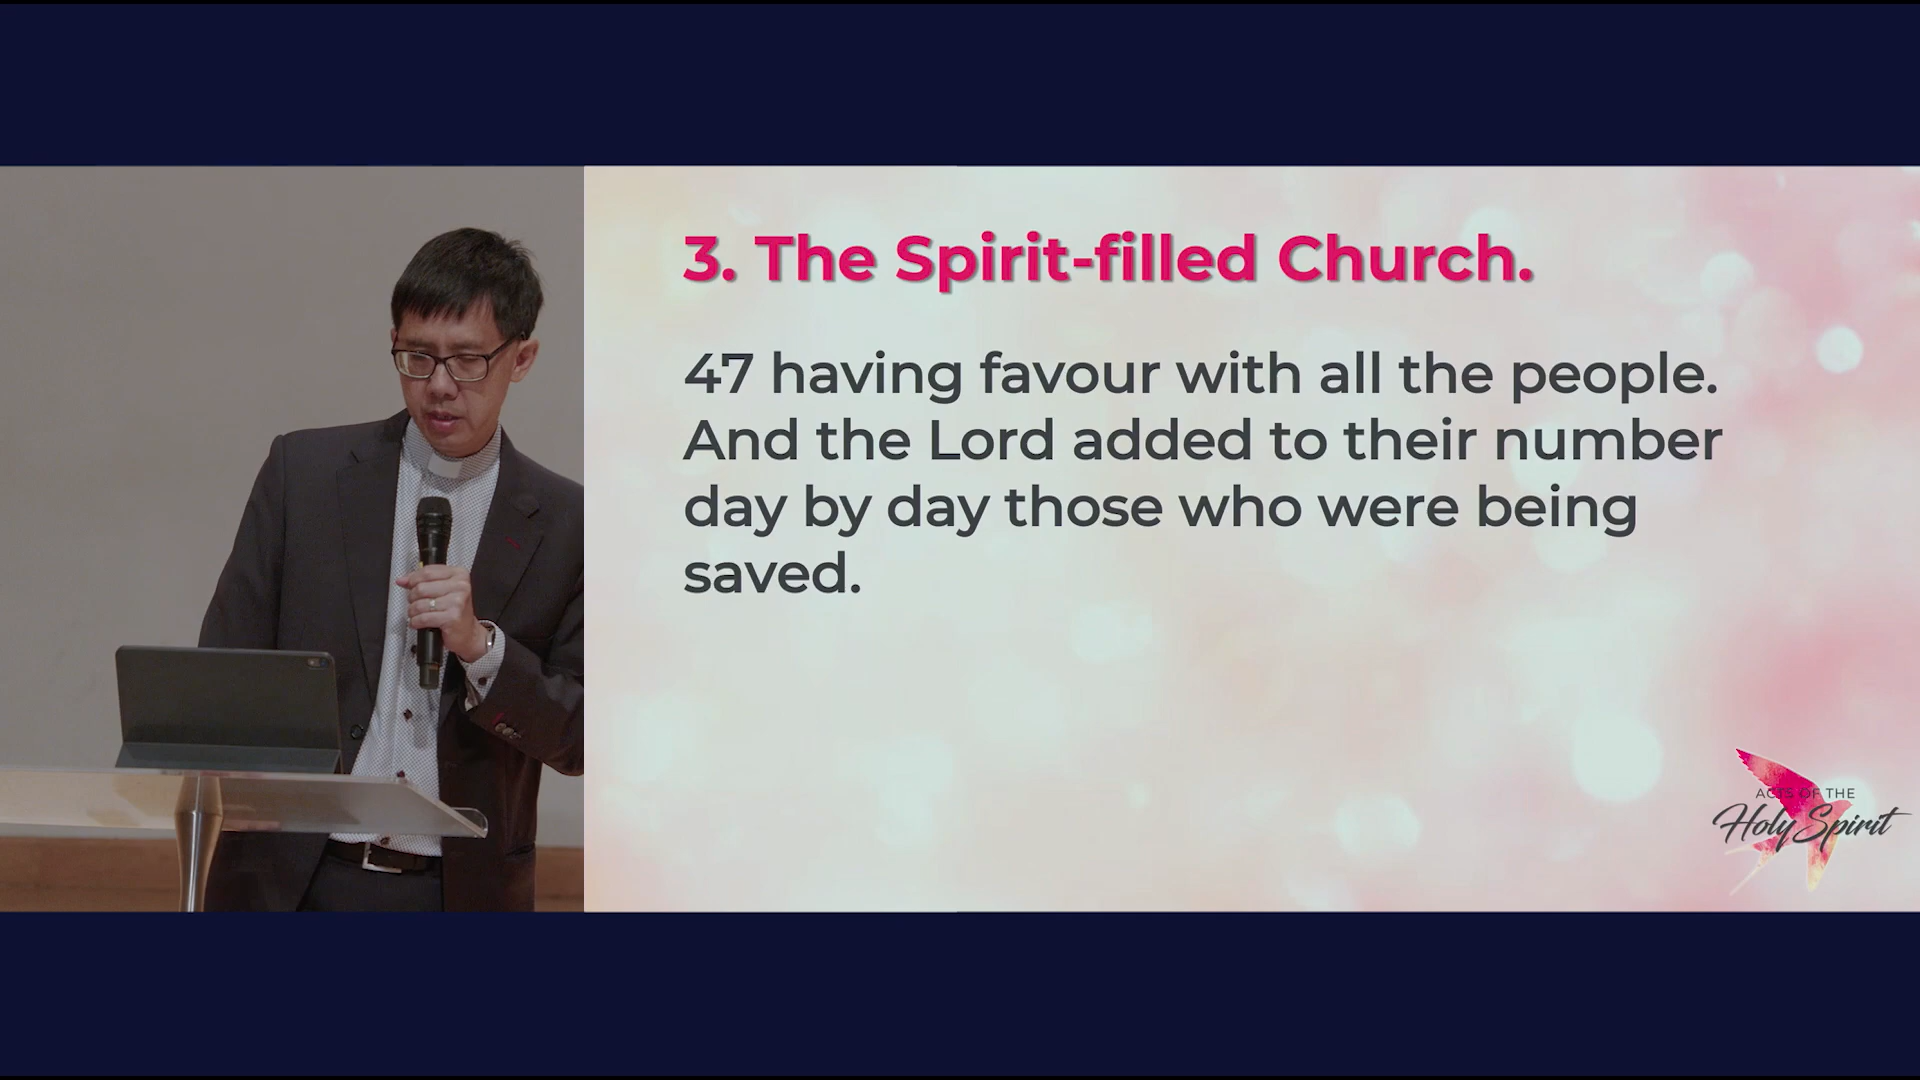 3. The Spirit-filled Church.
47 having favour with all the people.
And the Lord added to their number
day by day those who were being
saved.
ACTS OF THE
Holy Spirit